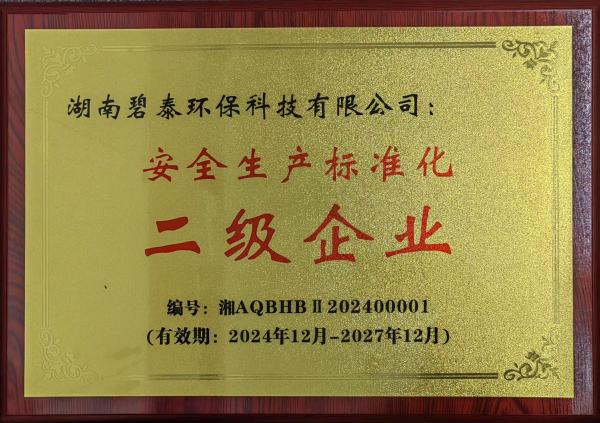 湖南碧泰环保科技有限公司：
安全生产标准化
二级企业
编号：湘AQBHBⅡ202400001
(有效期：2024年12月-2027年12月)